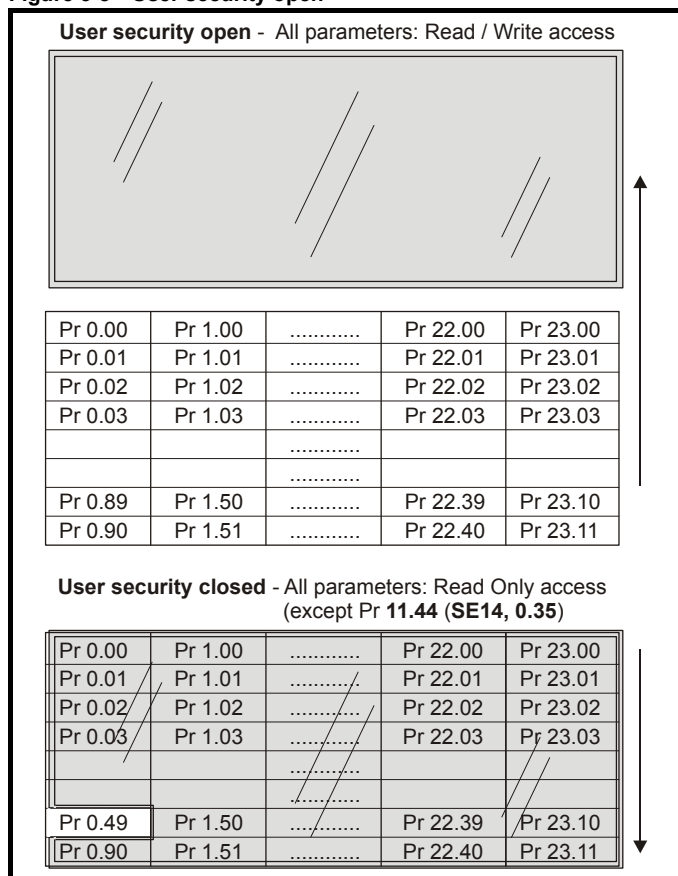 Figure User security open
User security open - All parameters: Read / Write access
Pr 0.00 Pr 1.00 ............ Pr 22.00 Pr 23.00
Pr 0.01 Pr 1.01 ............ Pr 22.01 Pr 23.01
Pr 0.02 Pr 1.02 ............ Pr 22.02 Pr 23.02
Pr 0.03 Pr 1.03 ............ Pr 22.03 Pr 23.03
............
............
Pr 0.89 Pr 1.50 ............ Pr 22.39 Pr 23.10
Pr 0.90 Pr 1.51 ............ Pr 22.40 Pr 23.11
User security closed - All parameters: Read Only access
(except Pr 11.44 (SE14, 0.35)
Pr 0.00 Pr 1.00 ............ Pr 22.00 Pr 23.00
Pr 0.01 Pr 1.01 ............ Pr 22.01 Pr 23.01
Pr 0.02 Pr 1.02 ............ Pr 22.02 Pr 23.02
Pr 0.03 Pr 1.03 ............ Pr 22.03 Pr 23.03
............
............
Pr 0.49 Pr 1.50 ............ Pr 22.39 Pr 23.10
Pr 0.90 Pr 1.51 ............ Pr 22.40 Pr 23.11